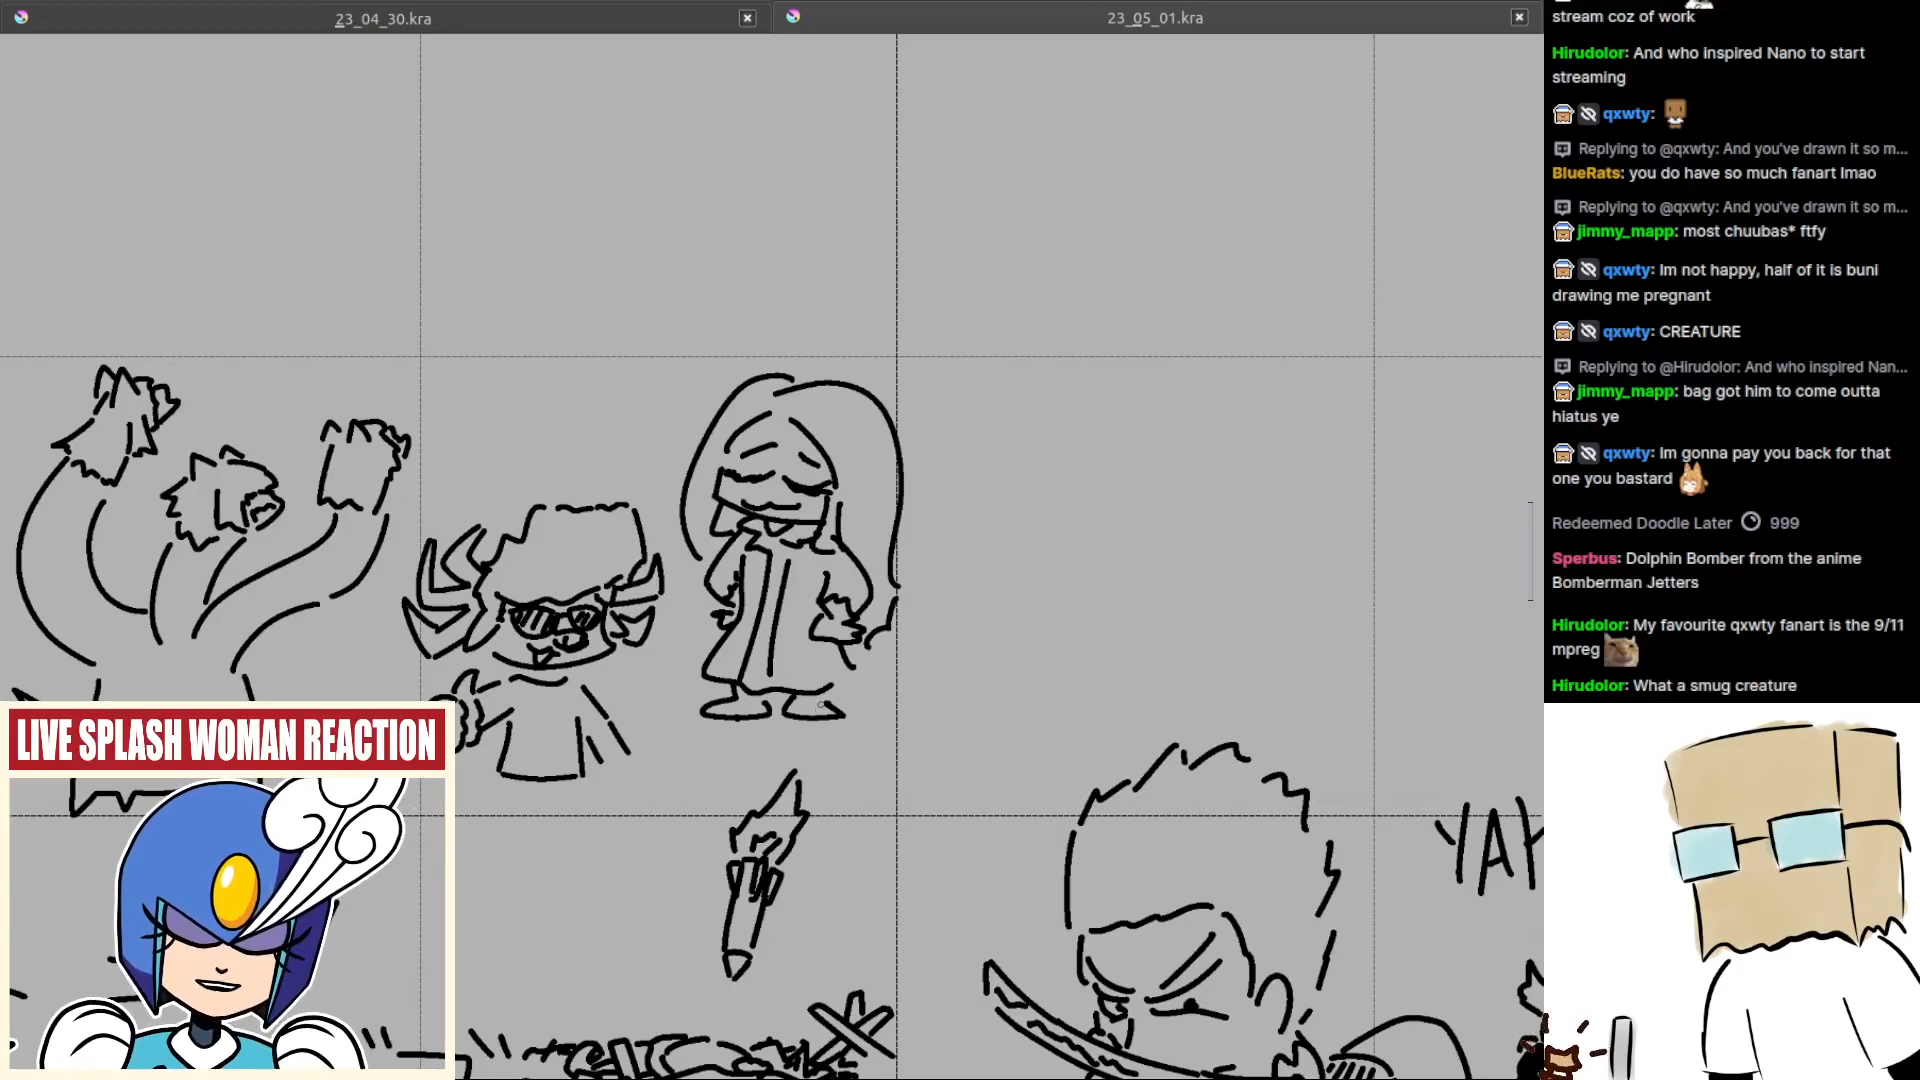 23_04_30.kra
23_05_01.kra
stream coz of work
Hirudolor: And who inspired Nano to start
streaming
qxwty:
Replying to @qxwty: And you've drawn it so m...
BlueRats: you do have so much fanart lmao
Replying to @qxwty: And you've drawn it so m...
jimmy_mapp: most chuubas* ftfy
qxwty: Im not happy, half of it is buni
drawing me pregnant
qxwty: CREATURE
Replying to @Hirudolor: And who inspired Nan...
jimmy_mapp: bag got him to come outta
hiatus ye
qxwty: Im gonna pay you back for that
one you bastard
Redeemed Doodle Later 999
Sperbus: Dolphin Bomber from the anime
Bomberman Jetters
Hirudolor: My favourite qxwty fanart is the 9/11
mpreg
Hirudolor: What a smug creature
LIVE SPLASH WOMAN REACTION